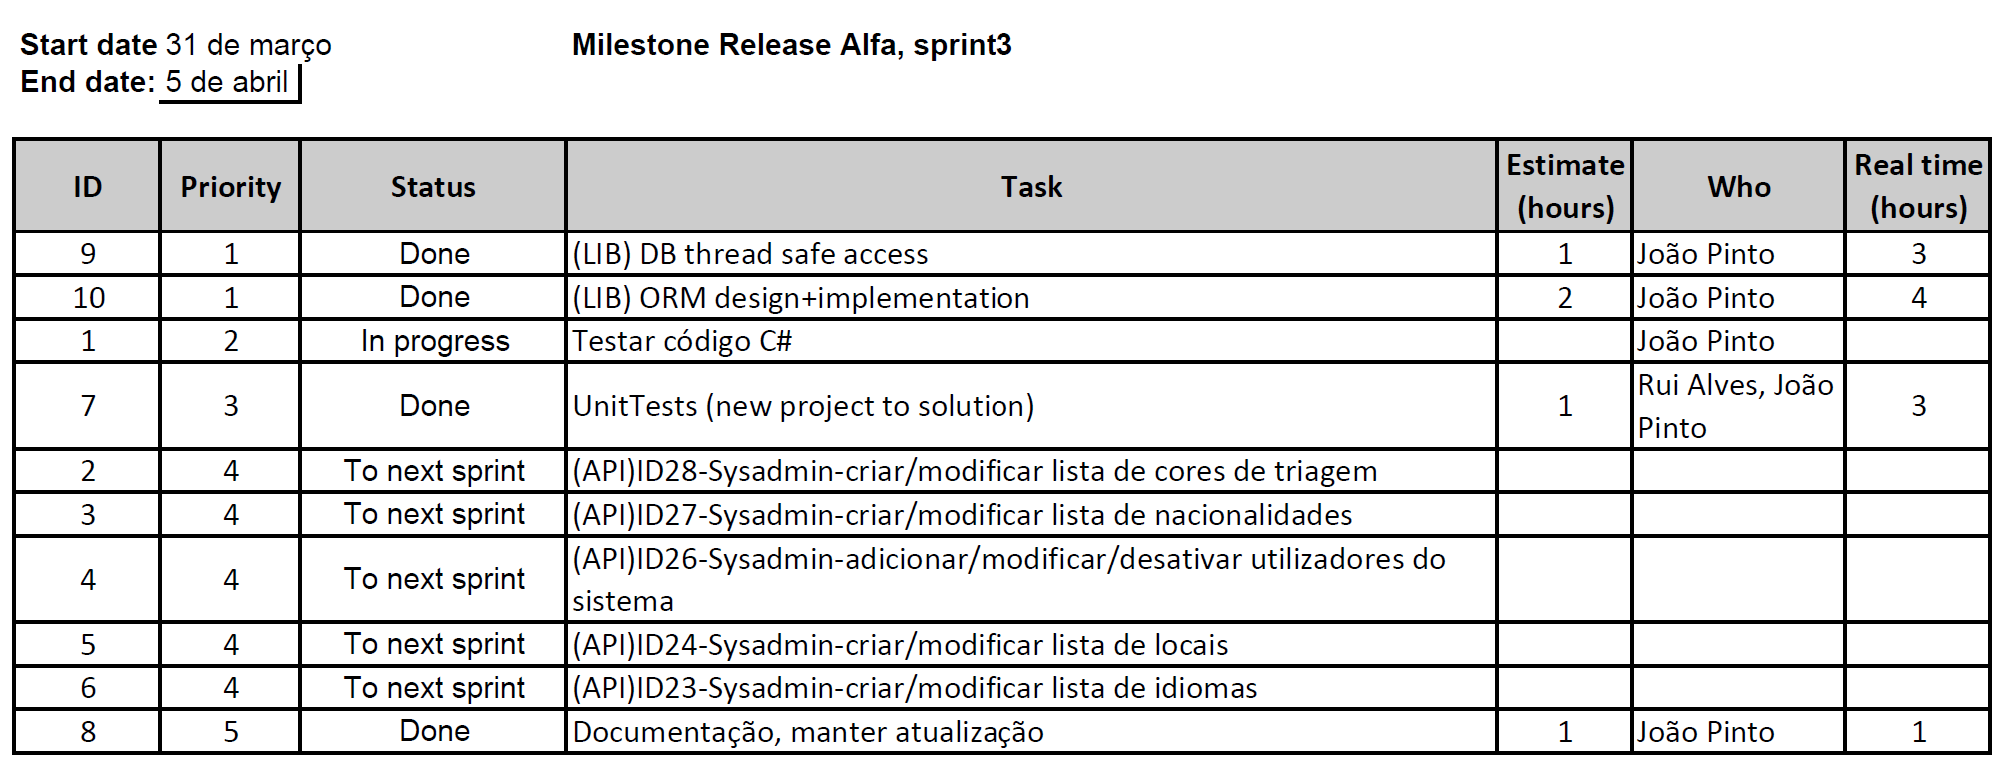 Start date 31 de março Milestone Release Alfa, sprint3
End date: 5 de abril
ID Priority Status Task Estimate (hours) Who Real time (hours)
9 1 Done (LIB) DB thread safe access 1 João Pinto 3
10 1 Done (LIB) ORM design+implementation 2 João Pinto 4
1 2 In progress Testar código C# João Pinto
7 3 Done UnitTests (new project to solution) 1 Rui Alves, João Pinto 3
2 4 To next sprint (API)ID28-Sysadmin-criar/modificar lista de cores de triagem
3 4 To next sprint (API)ID27-Sysadmin-criar/modificar lista de nacionalidades
4 4 To next sprint (API)ID26-Sysadmin-adicionar/modificar/desativar utilizadores do sistema
5 4 To next sprint (API)ID24-Sysadmin-criar/modificar lista de locais
6 4 To next sprint (API)ID23-Sysadmin-criar/modificar lista de idiomas
8 5 Done Documentação, manter atualização 1 João Pinto 1